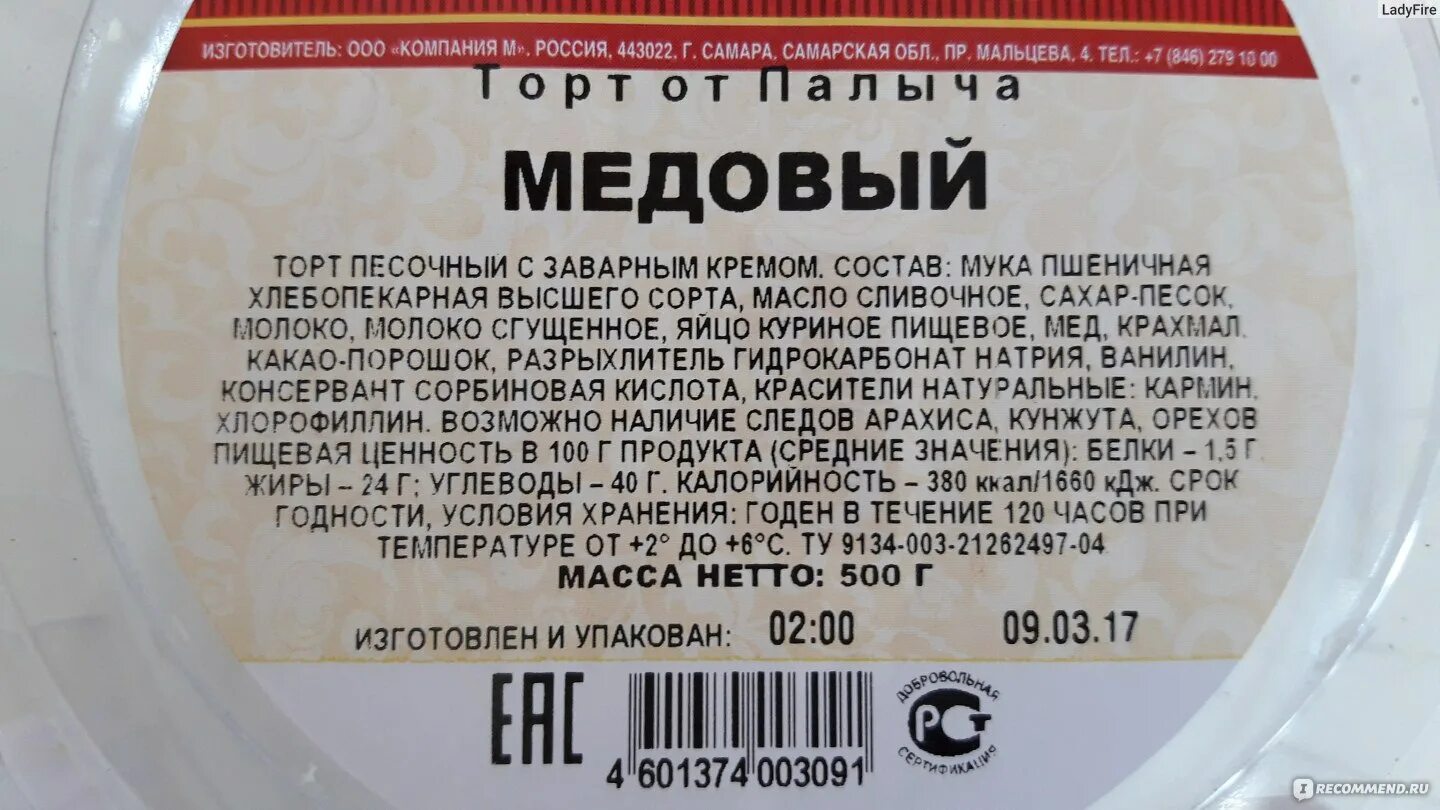 LadyFire
ИЗГОТОВИТЕЛЬ: ООО «КОМПАНИЯ М», РОССИЯ, 443022, Г. САМАРА, САМАРСКАЯ ОБЛ., ПР. МАЛЬЦЕВА, 4. ТЕЛ.: +7 (846) 279 10 00
Торт от Палыча
МЕДОВЫЙ
ТОРТ ПЕСОЧНЫЙ С ЗАВАРНЫМ КРЕМОМ. СОСТАВ: МУКА ПШЕНИЧНАЯ
ХЛЕБОПЕКАРНАЯ ВЫСШЕГО СОРТА, МАСЛО СЛИВОЧНОЕ, САХАР-ПЕСОК,
МОЛОКО, МОЛОКО СГУЩЕННОЕ, ЯЙЦО КУРИНОЕ ПИЩЕВОЕ, МЕД, КРАХМАЛ,
КАКАО-ПОРОШОК, РАЗРЫХЛИТЕЛЬ ГИДРОКАРБОНАТ НАТРИЯ, ВАНИЛИН,
КОНСЕРВАНТ СОРБИНОВАЯ КИСЛОТА, КРАСИТЕЛИ НАТУРАЛЬНЫЕ: КАРМИН,
ХЛОРОФИЛЛИН. ВОЗМОЖНО НАЛИЧИЕ СЛЕДОВ АРАХИСА, КУНЖУТА, ОРЕХОВ
ПИЩЕВАЯ ЦЕННОСТЬ В 100 Г ПРОДУКТА (СРЕДНИЕ ЗНАЧЕНИЯ): БЕЛКИ – 1,5 Г
ЖИРЫ – 24 Г; УГЛЕВОДЫ – 40 Г. КАЛОРИЙНОСТЬ – 380 ккал/1660 кДж. СРОК
ГОДНОСТИ, УСЛОВИЯ ХРАНЕНИЯ: ГОДЕН В ТЕЧЕНИЕ 120 ЧАСОВ ПРИ
ТЕМПЕРАТУРЕ ОТ +2° ДО +6°С. ТУ 9134-003-21262497-04
МАССА НЕТТО: 500 Г
ИЗГОТОВЛЕН И УПАКОВАН: 02:00 09.03.17
EAC
4 601374 003091
ДОБРОВОЛЬНАЯ
РСТ
СЕРТИФИКАЦИЯ
IRECOMMEND.RU